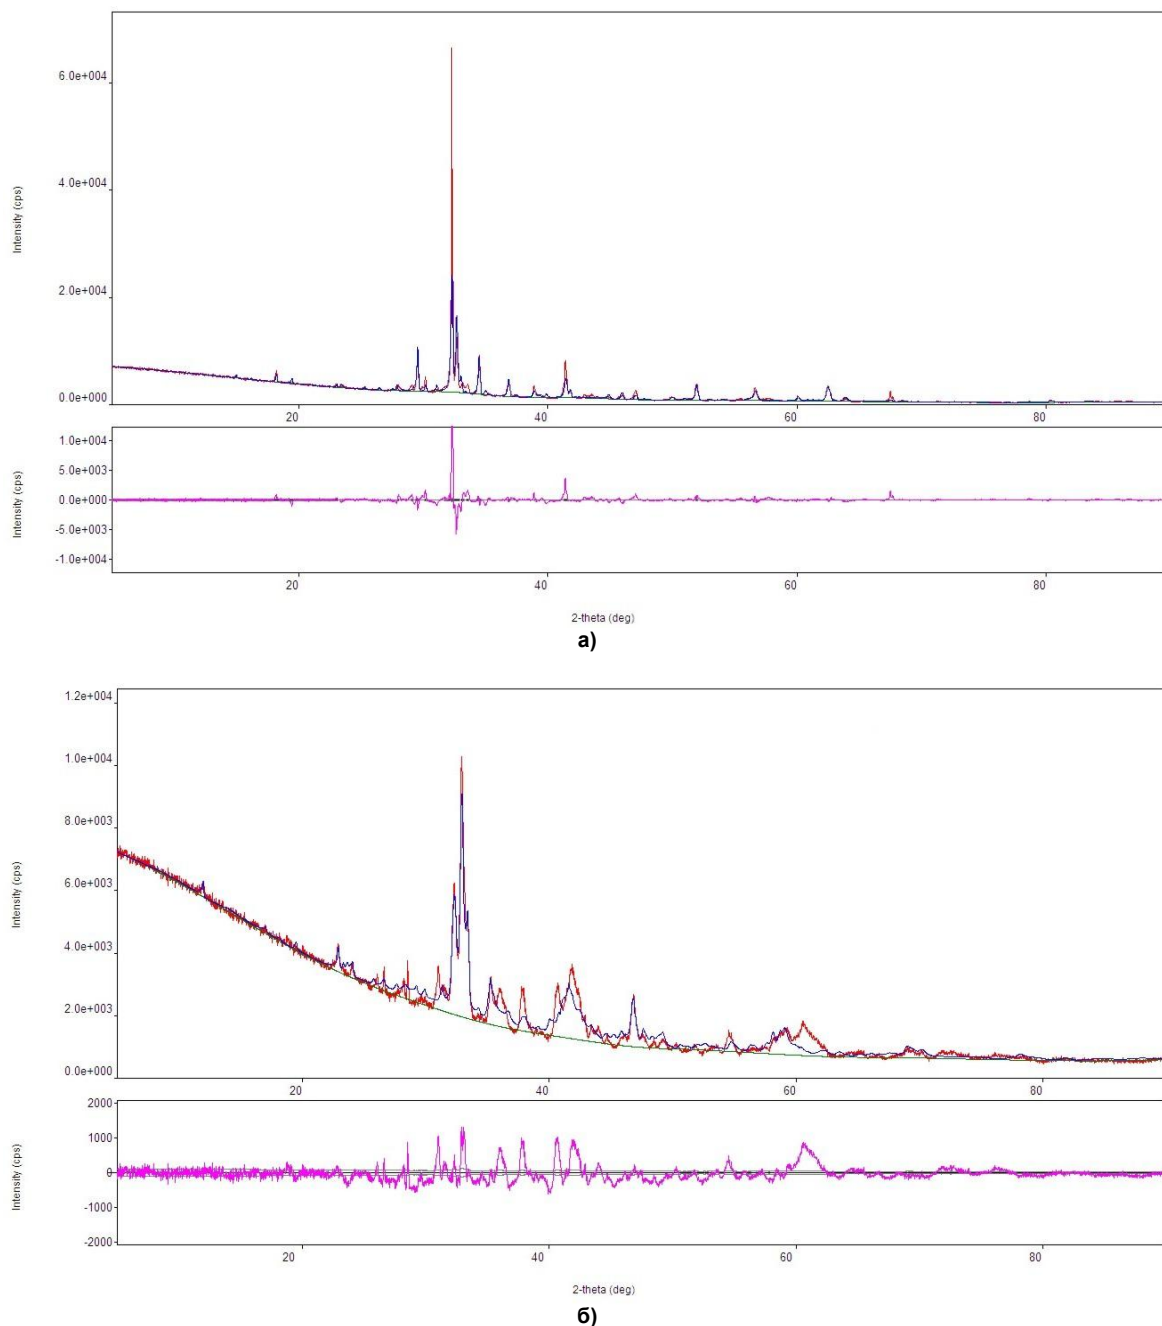 6.0e+004
4.0e+004
2.0e+004
0.0e+000
Intensity (cps)
20 40 60 80
1.0e+004
5.0e+003
0.0e+000
-5.0e+003
-1.0e+004
Intensity (cps)
20 40 60 80
2-theta (deg)
а)
1.2e+004
1.0e+004
8.0e+003
6.0e+003
4.0e+003
2.0e+003
0.0e+000
Intensity (cps)
20 40 60 80
2000
1000
0
-1000
-2000
Intensity (cps)
20 40 60 80
2-theta (deg)
б)